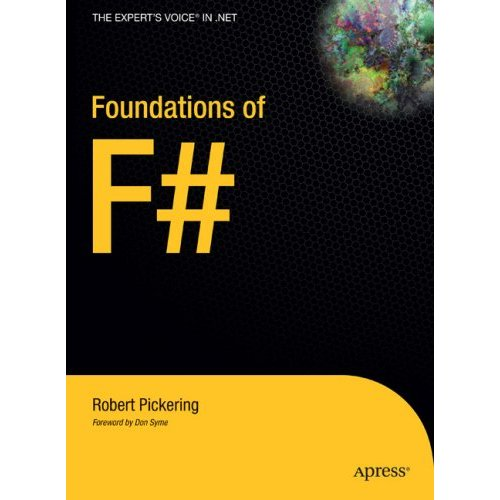 THE EXPERT'S VOICE® IN .NET
Foundations of
F#
Robert Pickering
Foreword by Don Syme
Apress®